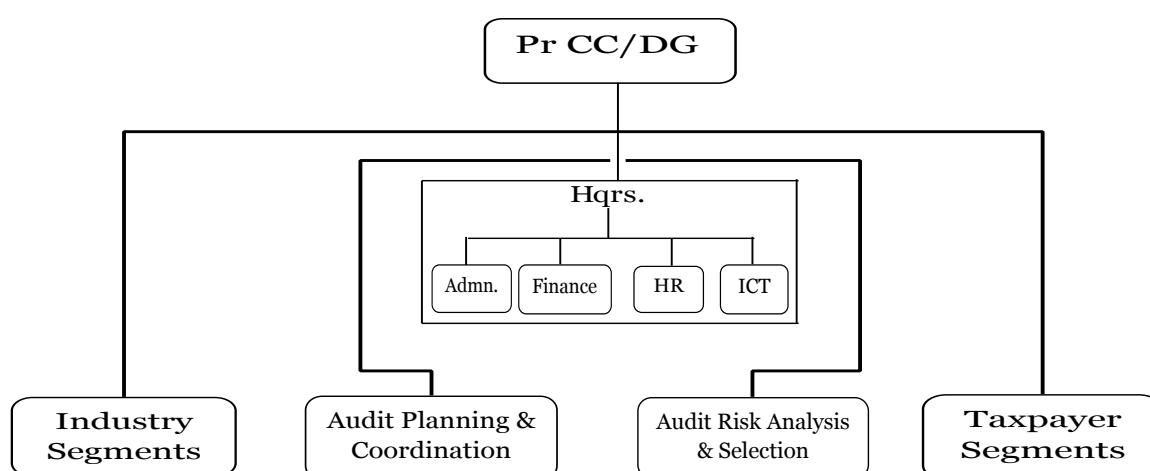 Pr CC/DG
Hqrs.
Admn.
Finance
HR
ICT
Industry
Segments
Audit Planning &
Coordination
Audit Risk Analysis
& Selection
Taxpayer
Segments